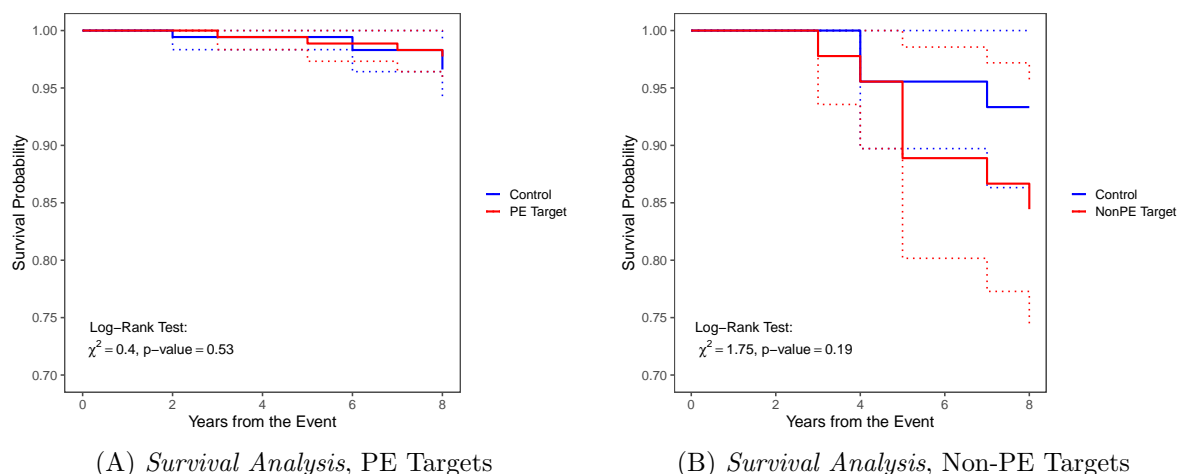 1.00
0.95
0.90
0.85
0.80
0.75
0.70
Survival Probability
Log−Rank Test:
χ² = 0.4, p−value = 0.53
0 2 4 6 8
Years from the Event
Control
PE Target
(A) Survival Analysis, PE Targets
1.00
0.95
0.90
0.85
0.80
0.75
0.70
Survival Probability
Log−Rank Test:
χ² = 1.75, p−value = 0.19
0 2 4 6 8
Years from the Event
Control
NonPE Target
(B) Survival Analysis, Non-PE Targets